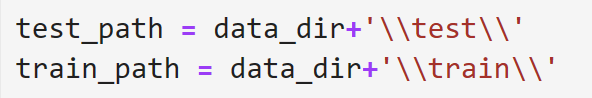 test_path = data_dir+'\\test\\'
train_path = data_dir+'\\train\\'